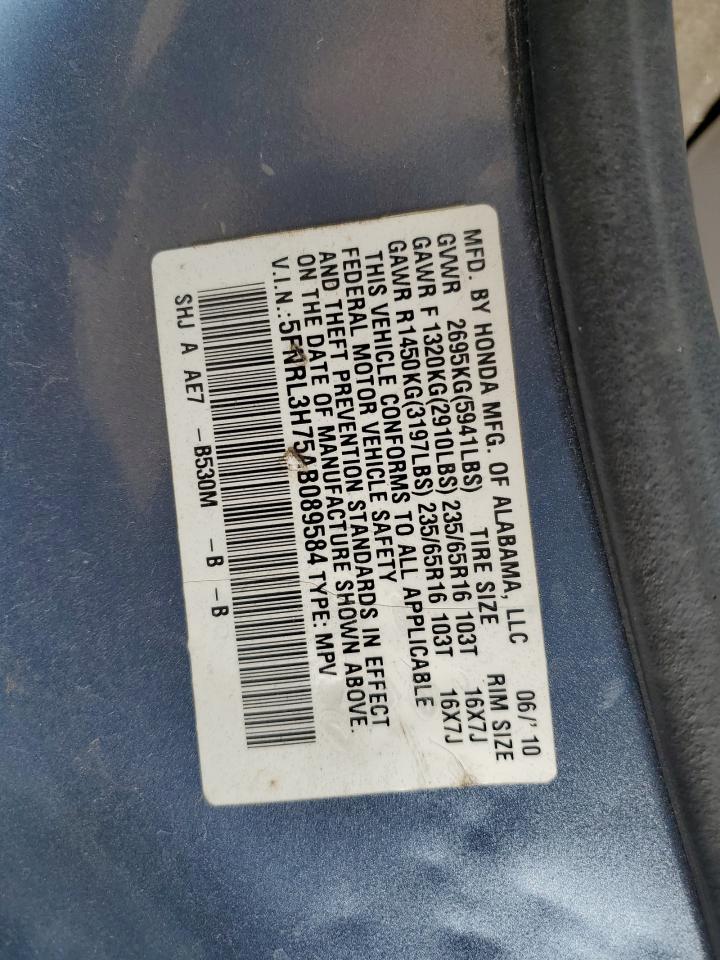 MFD. BY HONDA MFG. OF ALABAMA, LLC 06/'10
GVWR 2695KG(5941LBS) TIRE SIZE RIM SIZE
GAWR F 1320KG(2910LBS) 235/65R16 103T 16X7J
GAWR R1450KG(3197LBS) 235/65R16 103T 16X7J
THIS VEHICLE CONFORMS TO ALL APPLICABLE
FEDERAL MOTOR VEHICLE SAFETY
AND THEFT PREVENTION STANDARDS IN EFFECT
ON THE DATE OF MANUFACTURE SHOWN ABOVE.
V.I.N.:5FNRL3H75AB089584 TYPE: MPV
SHJ A AE7 -B530M -B -B